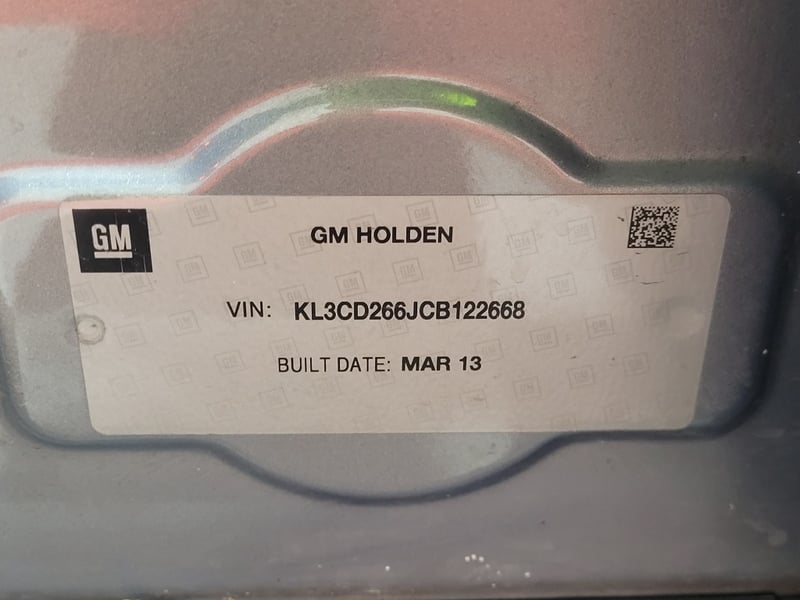 GM
GM HOLDEN
VIN: KL3CD266JCB122668
BUILT DATE: MAR 13